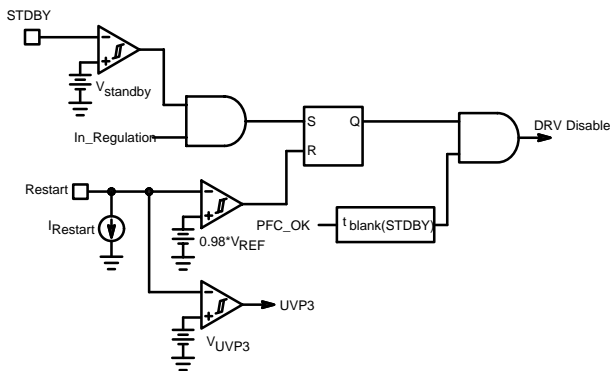 STDBY
Vstandby
In_Regulation
S
Q
R
DRV Disable
Restart
IRestart
0.98*VREF
PFC_OK
tblank(STDBY)
UVP3
VUVP3